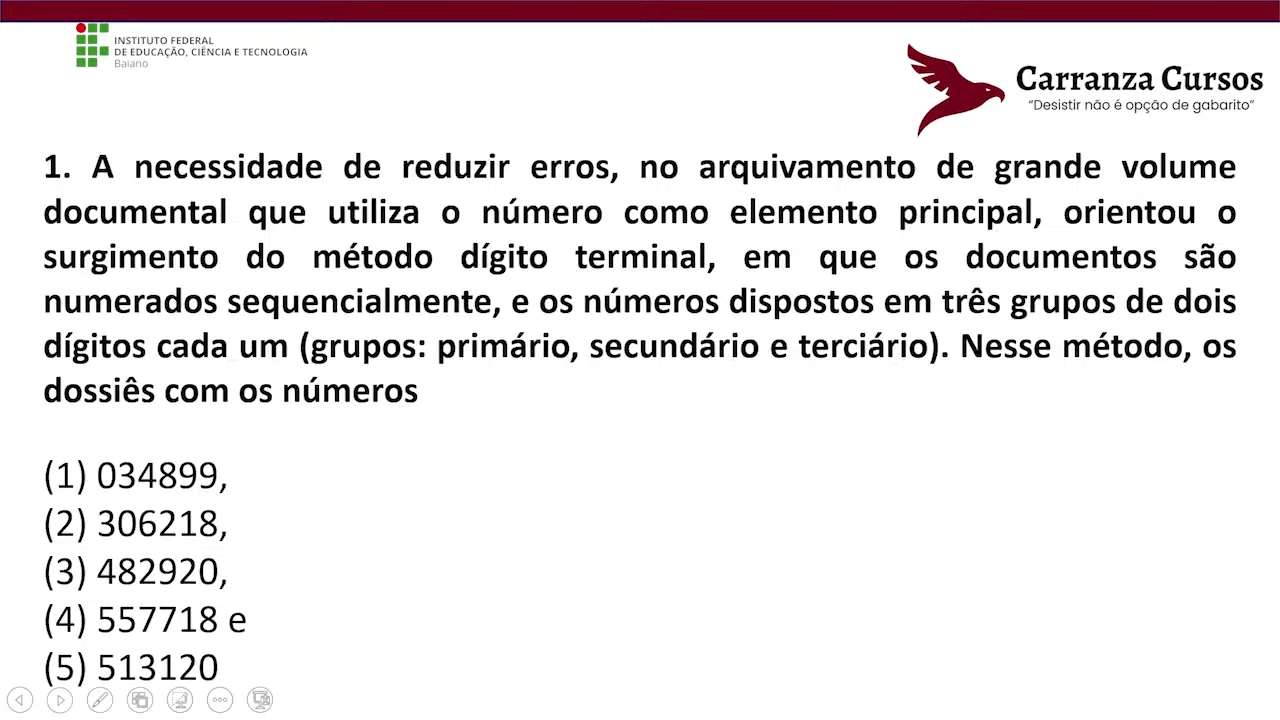 INSTITUTO FEDERAL
DE EDUCAÇÃO, CIÊNCIA E TECNOLOGIA
Baiano
Carranza Cursos
“Desistir não é opção de gabarito”
1. A necessidade de reduzir erros, no arquivamento de grande volume
documental que utiliza o número como elemento principal, orientou o
surgimento do método dígito terminal, em que os documentos são
numerados sequencialmente, e os números dispostos em três grupos de dois
dígitos cada um (grupos: primário, secundário e terciário). Nesse método, os
dossiês com os números
(1) 034899,
(2) 306218,
(3) 482920,
(4) 557718 e
(5) 513120